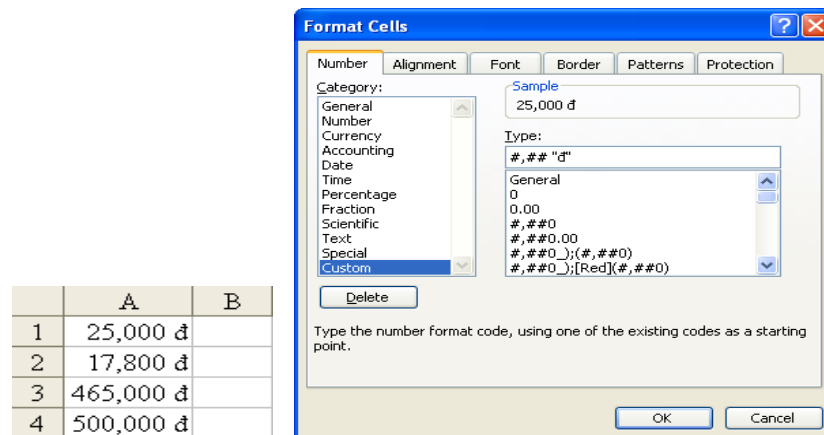 Format Cells
Number Alignment Font Border Patterns Protection
Category:
General
Number
Currency
Accounting
Date
Time
Percentage
Fraction
Scientific
Text
Special
Custom
Sample
25,000 đ
Type:
#,## "đ"
General
0
0.00
#,##0
#,##0.00
#,##0_);(#,##0)
#,##0_);[Red](#,##0)
Delete
Type the number format code, using one of the existing codes as a starting
point.
OK Cancel
A B
1 25,000 đ
2 17,800 đ
3 465,000 đ
4 500,000 đ